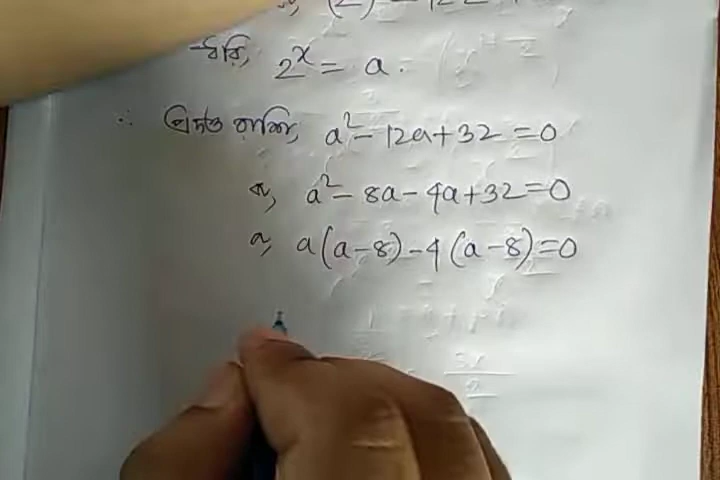 ধরি, 2^x = a.
∴ প্রদত্ত রাশি, a² - 12a + 32 = 0
বা, a² - 8a - 4a + 32 = 0
বা, a(a-8) - 4(a-8) = 0